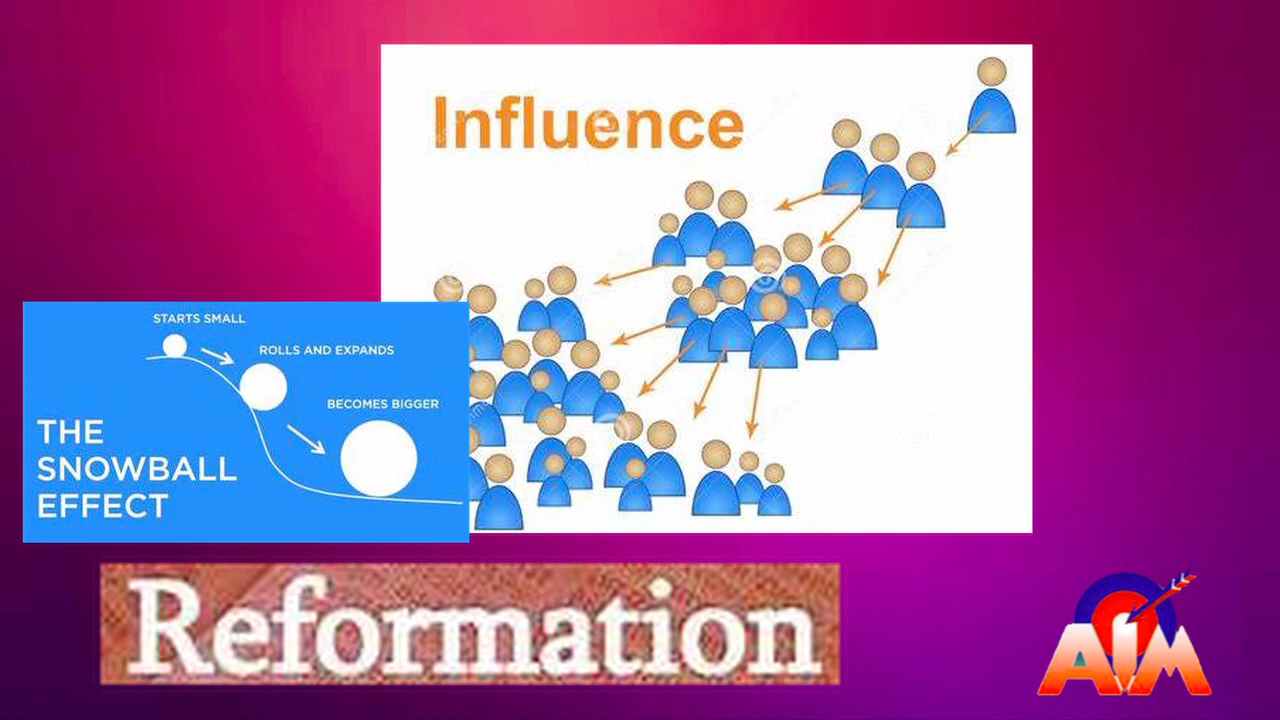 Influence
STARTS SMALL
ROLLS AND EXPANDS
BECOMES BIGGER
THE
SNOWBALL
EFFECT
Reformation
AIM